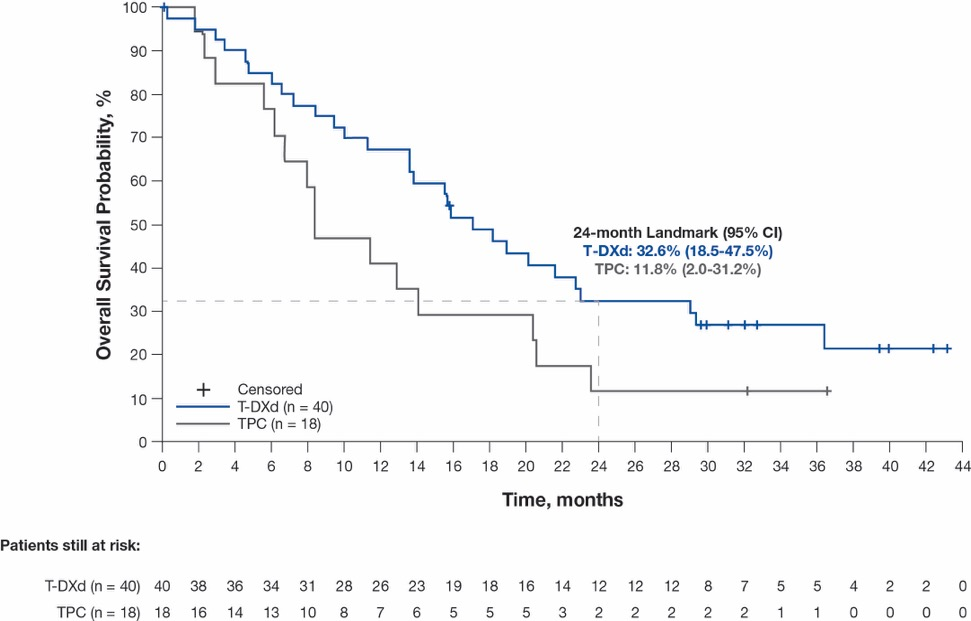 100
90
80
70
60
50
40
30
20
10
0
Overall Survival Probability, %
24-month Landmark (95% CI)
T-DXd: 32.6% (18.5-47.5%)
TPC: 11.8% (2.0-31.2%)
Censored
T-DXd (n = 40)
TPC (n = 18)
0 2 4 6 8 10 12 14 16 18 20 22 24 26 28 30 32 34 36 38 40 42 44
Time, months
Patients still at risk:
T-DXd (n = 40) 40 38 36 34 31 28 26 23 19 18 16 14 12 12 12 8 7 5 5 4 2 2 0
TPC (n = 18) 18 16 14 13 10 8 7 6 5 5 5 3 2 2 2 2 2 1 1 0 0 0 0